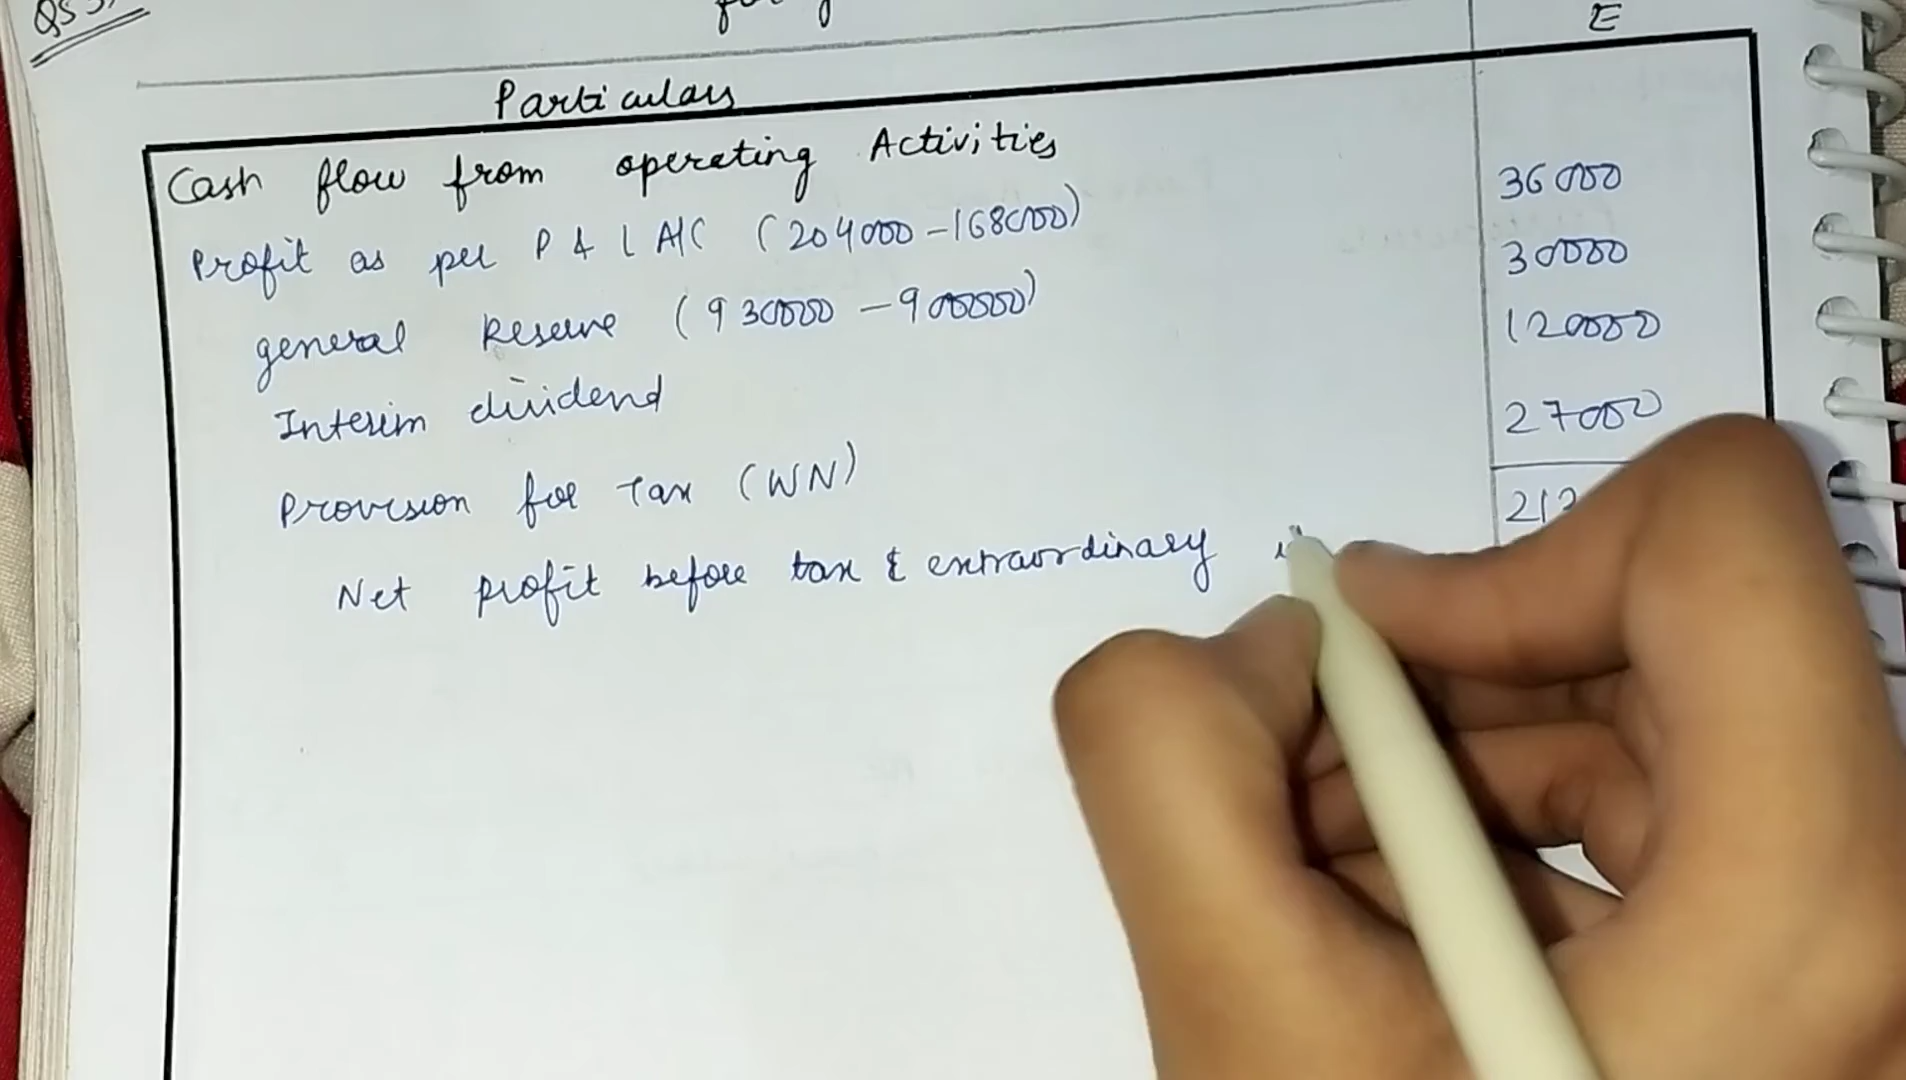 E
Particulars
Cash flow from operating Activities
Profit as per P & L A/C (204000 - 168000) 36000
general Reserve (930000 - 900000) 30000
Interim dividend 120000
Provision for Tax (WN) 27000
Net profit before tax & extraordinary 213